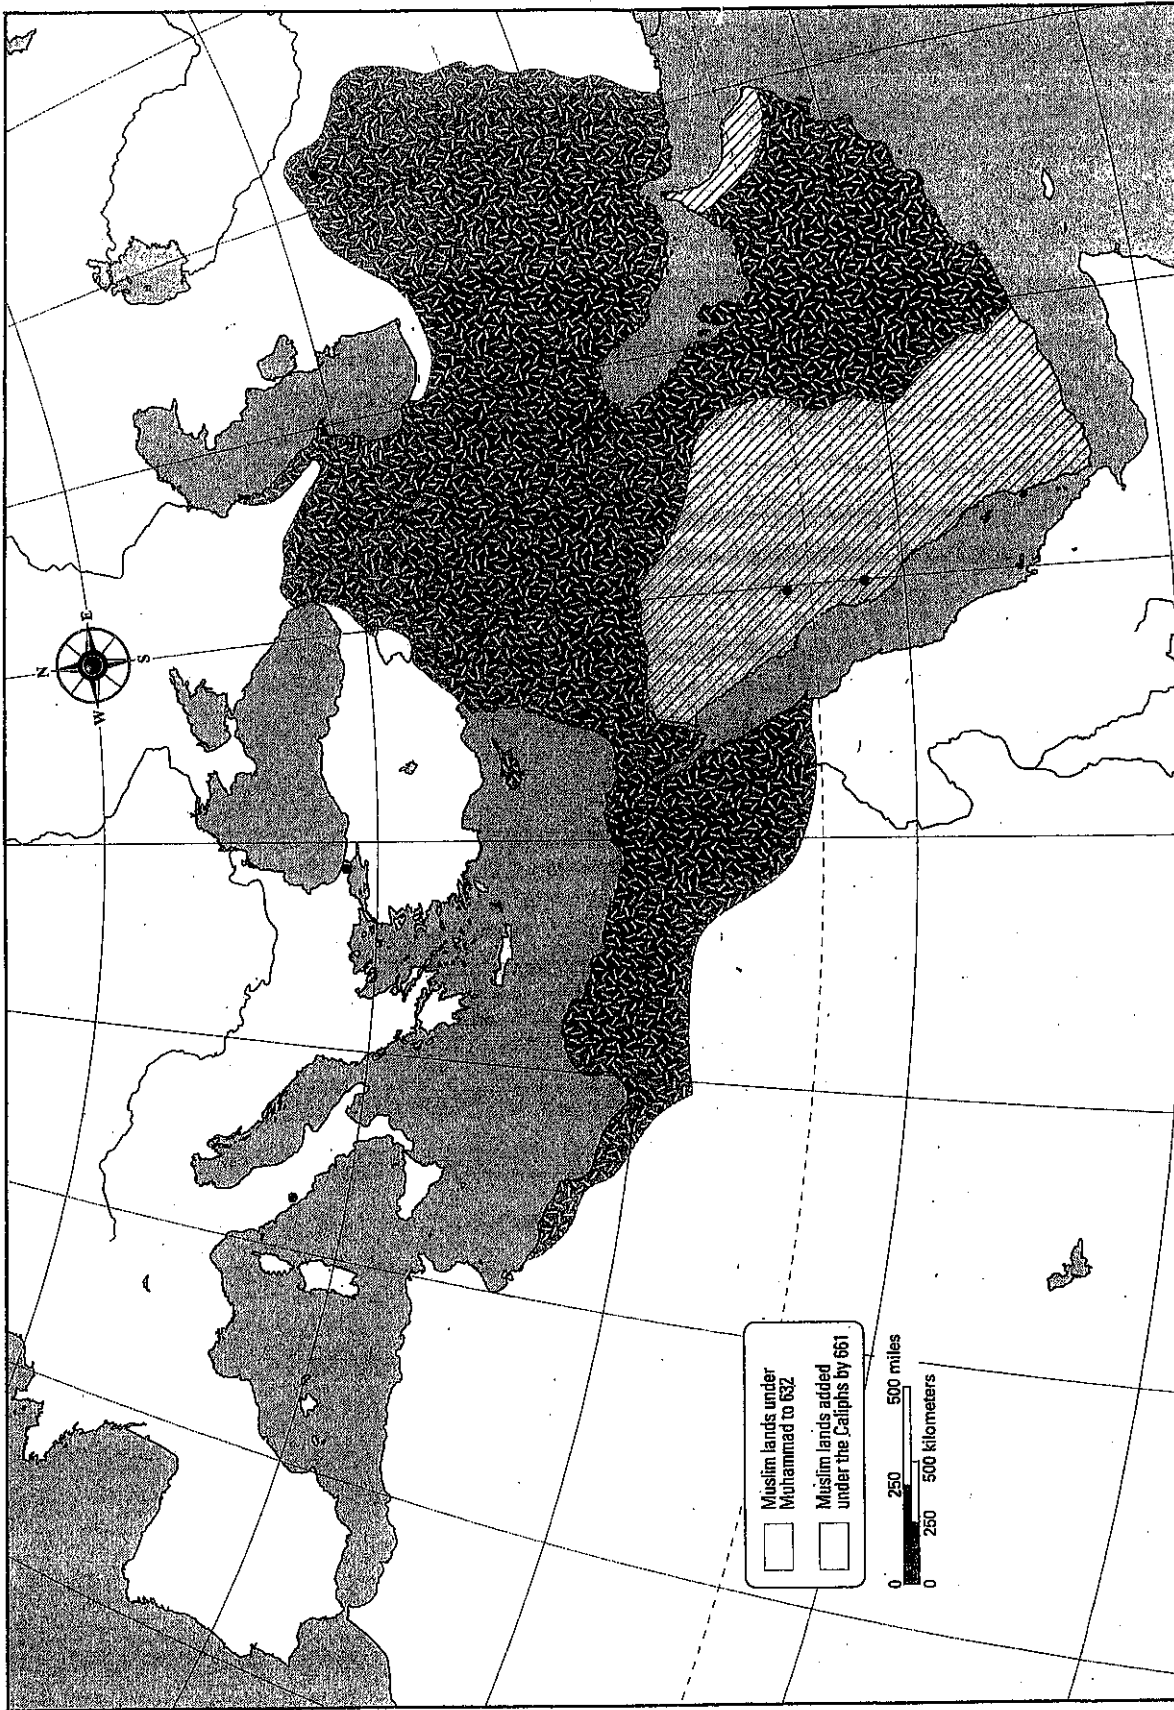 N
W
E
S
Muslim lands under
Muhammad to 632
Muslim lands added
under the Caliphs by 661
0 250 500 miles
0 250 500 kilometers